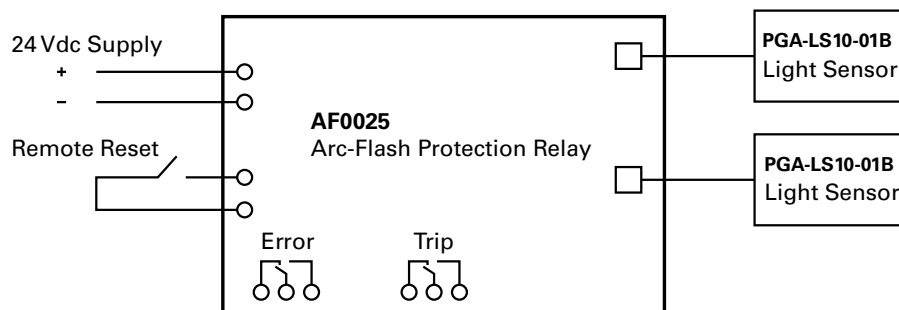 24 Vdc Supply
+
–
Remote Reset
AF0025
Arc-Flash Protection Relay
Error
Trip
PGA-LS10-01B
Light Sensor
PGA-LS10-01B
Light Sensor